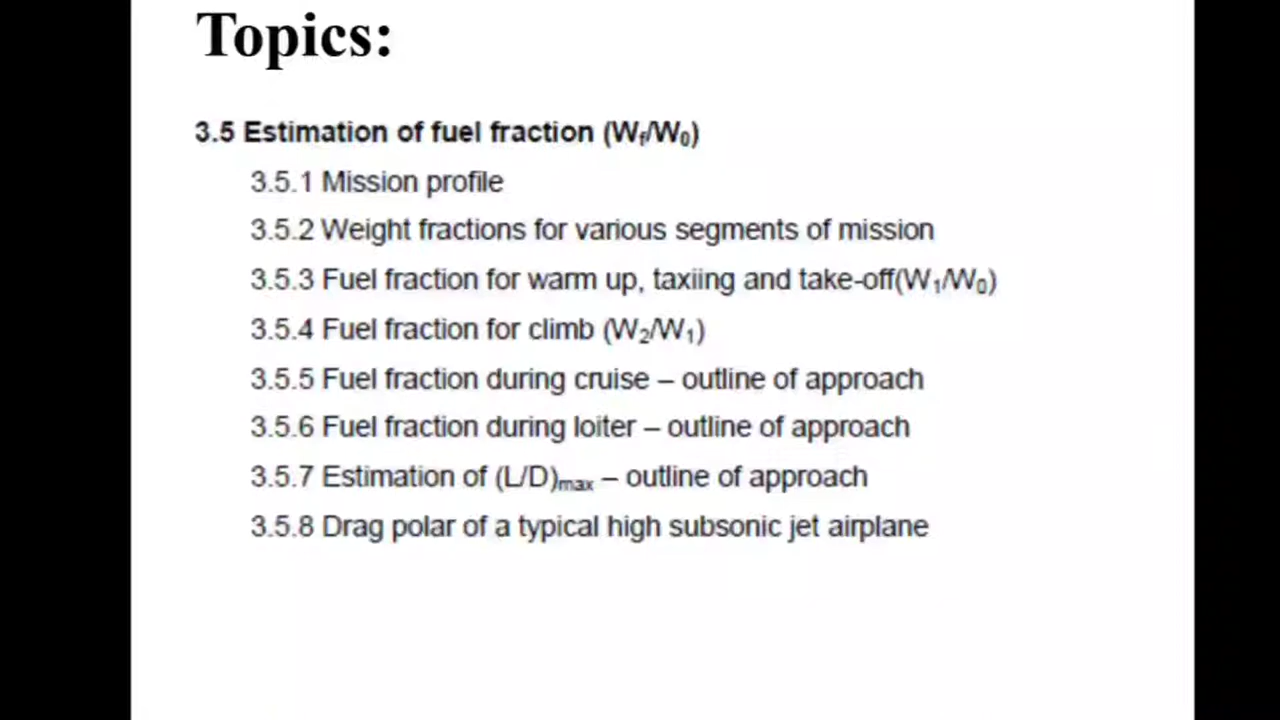 Topics:
3.5 Estimation of fuel fraction (Wf/W0)
3.5.1 Mission profile
3.5.2 Weight fractions for various segments of mission
3.5.3 Fuel fraction for warm up, taxiing and take-off(W1/W0)
3.5.4 Fuel fraction for climb (W2/W1)
3.5.5 Fuel fraction during cruise – outline of approach
3.5.6 Fuel fraction during loiter – outline of approach
3.5.7 Estimation of (L/D)max – outline of approach
3.5.8 Drag polar of a typical high subsonic jet airplane